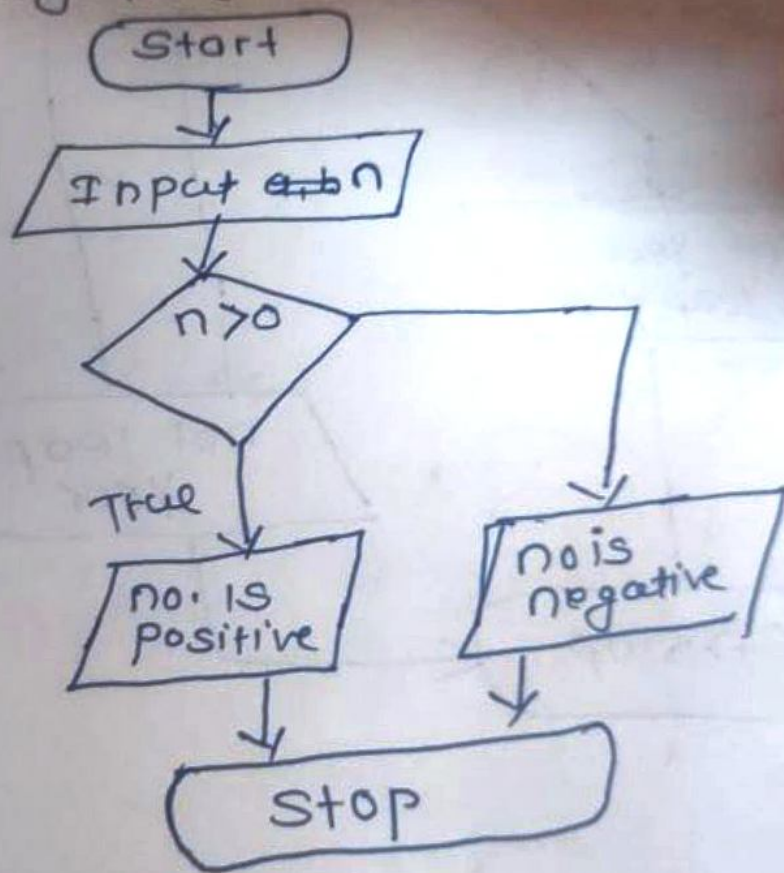 Start
Input n
n>0
True
no. is
positive
no is
negative
Stop